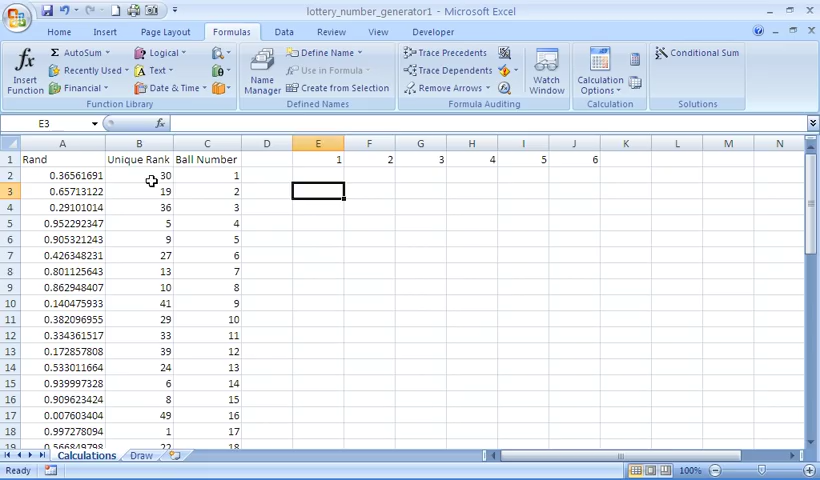 lottery_number_generator1 - Microsoft Excel
Home Insert Page Layout Formulas Data Review View Developer
fx Σ AutoSum Logical Define Name Trace Precedents Conditional Sum
Recently Used Text Use in Formula Trace Dependents
Insert Function Financial Date & Time Name Manager Create from Selection Remove Arrows Watch Window Calculation Options
Function Library Defined Names Formula Auditing Calculation Solutions
E3 fx
A B C D E F G H I J K L M N
1 Rand Unique Rank Ball Number 1 2 3 4 5 6
2 0.36561691 30 1
3 0.65713122 19 2
4 0.29101014 36 3
5 0.952292347 5 4
6 0.905321243 9 5
7 0.426348231 27 6
8 0.801125643 13 7
9 0.862948407 10 8
10 0.140475933 41 9
11 0.382096955 29 10
12 0.334361517 33 11
13 0.172857808 39 12
14 0.533011664 24 13
15 0.939997328 6 14
16 0.909623424 8 15
17 0.007603404 49 16
18 0.997278094 1 17
19 0.566849798 22 18
Calculations Draw
Ready 100%